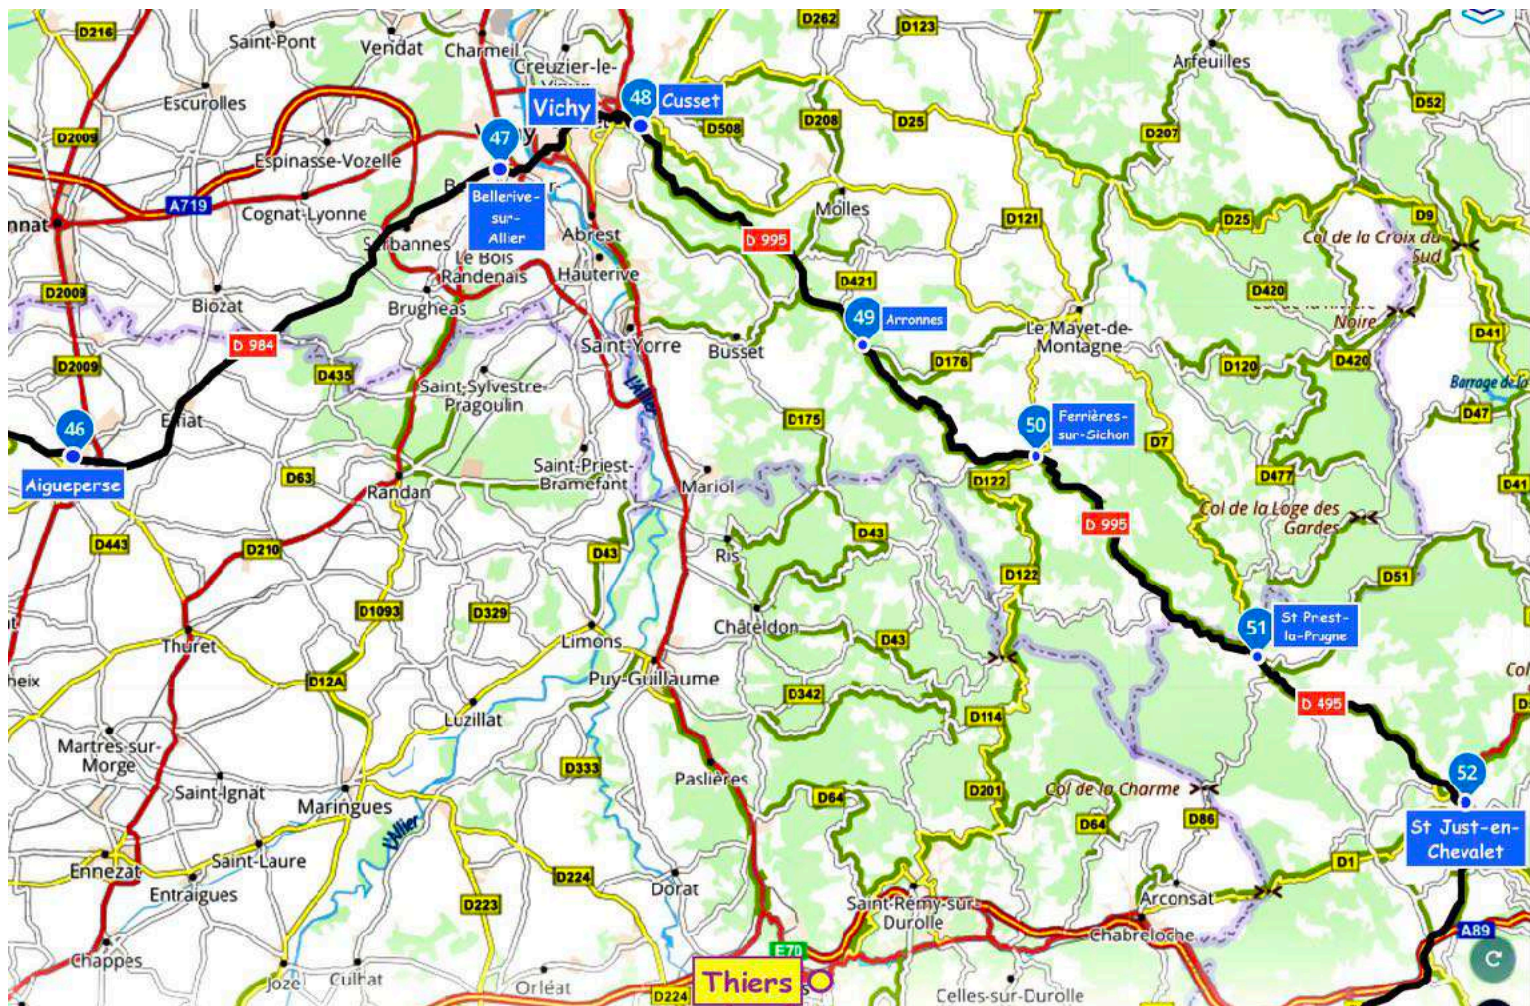 D216
Saint-Pont
Vendat
Charmeil
D262
D123
Arfeuilles
Creuzier-le-
Escurolles
Vichy
48
Cusset
D52
D2009
47
D508
D208
D25
D207
Espinasse-Vozelle
A719
Cognat-Lyonne
Bellerive-
sur-
Allier
Molles
D121
D25
D9
Abrest
D 995
Col de la Croix du
Sud
Le Bois
Randenais
Hauterive
D421
D2009
Biozat
Brugheas
D420
Noire
49
Arronnes
Le Mayet-de-
Montagne
D41
D 984
Saint-Yorre
Busset
D176
D120
D420
D2009
D435
Saint-Sylvestre-
Pragoulin
L'Allier
Barrage de la
46
D175
50
Ferrières-
sur-Sichon
D47
D7
Aigueperse
D63
Randan
Saint-Priest-
Bramefant
Mariol
D122
D477
D41
Col de la Loge des
Gardes
D 995
D443
D210
D43
Ris
D43
D122
D51
D1093
D329
Limons
Châteldon
51
St Priest-
la-Prugne
Thuret
D43
heix
D12A
Puy-Guillaume
D342
D 495
Luzillat
D114
Martres-sur-
Morge
D333
Paslières
52
Saint-Ignat
Maringues
D64
D201
Col de la Charme
D64
D86
St Just-en-
Chevalet
L'Allier
Ennezat
Saint-Laure
D1
Entraigues
D224
Dorat
D223
Saint-Rémy-sur-
Durolle
Arconsat
Chabreloche
A89
E70
Chappes
Joze
Culhat
Orléat
D224
Thiers
Celles-sur-Durolle